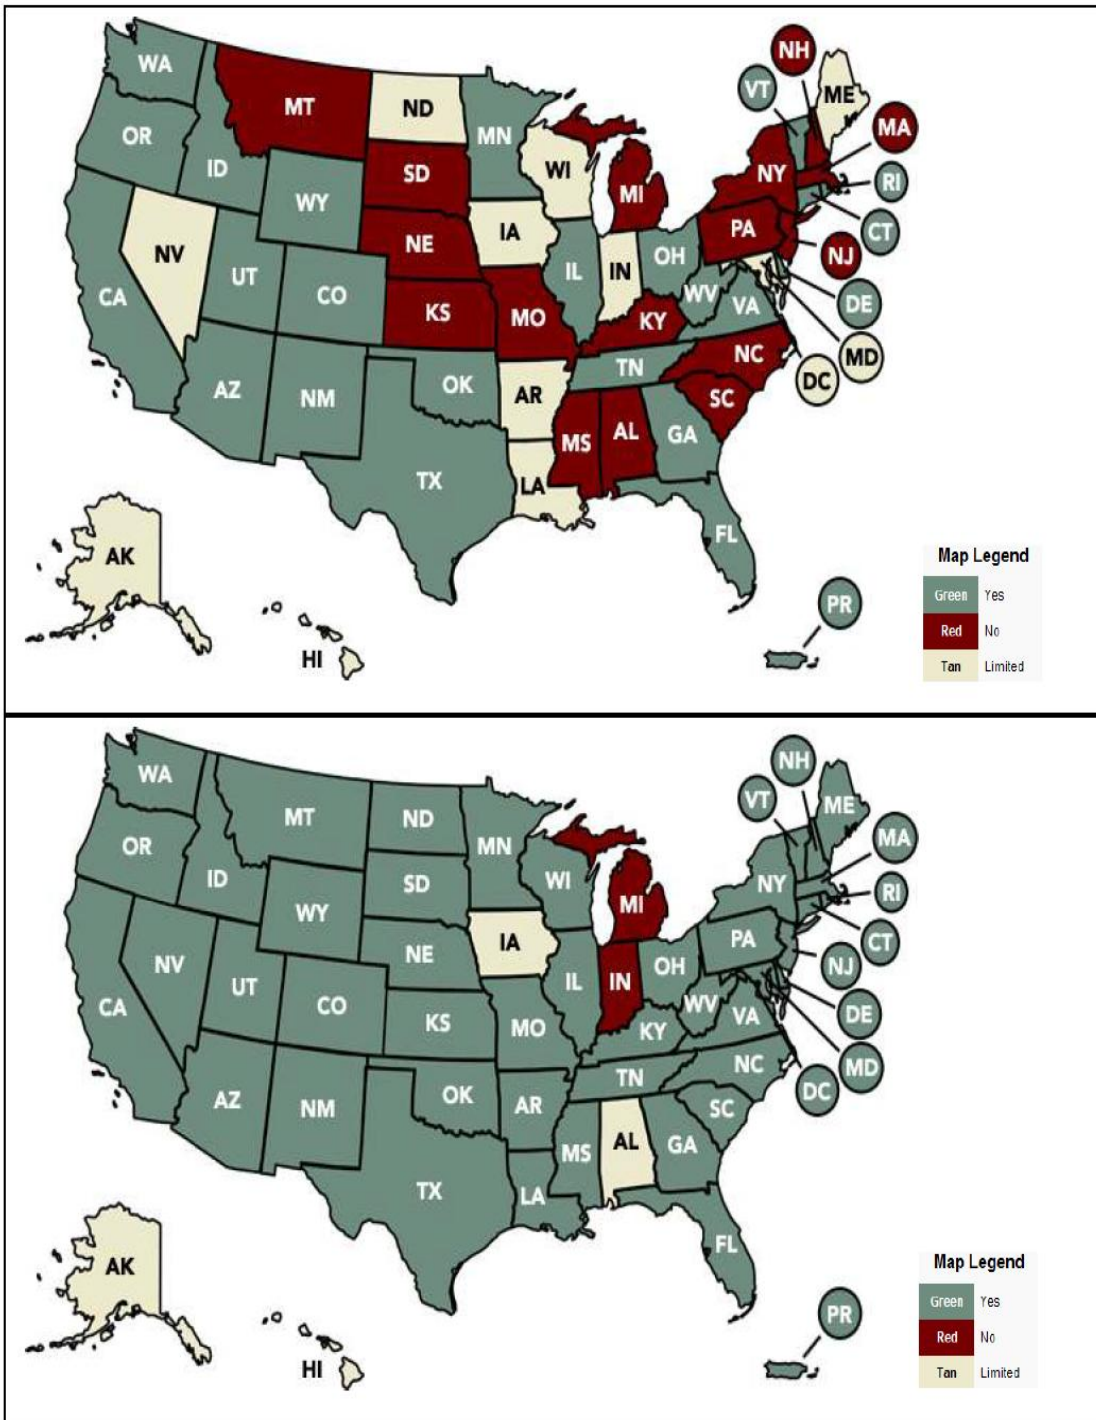 NH
WA
VT
ME
MT
ND
MN
MA
OR
WI
ID
SD
NY
RI
MI
WY
PA
CT
IA
NE
NJ
NV
OH
UT
IL
IN
CA
CO
WV
DE
VA
KS
MO
KY
MD
NC
TN
DC
AZ
NM
OK
AR
SC
MS
AL
GA
TX
LA
FL
AK
Map Legend
Green Yes
PR
Red No
HI
Tan Limited
NH
WA
VT
ME
MT
ND
MA
OR
MN
ID
SD
WI
NY
RI
MI
WY
PA
CT
IA
NE
NV
OH
NJ
IN
IL
UT
CA
CO
WV
DE
VA
KS
MO
KY
MD
NC
TN
DC
AZ
OK
NM
AR
SC
AL
GA
MS
TX
LA
FL
Map Legend
AK
Green Yes
PR
Red No
HI
Tan Limited